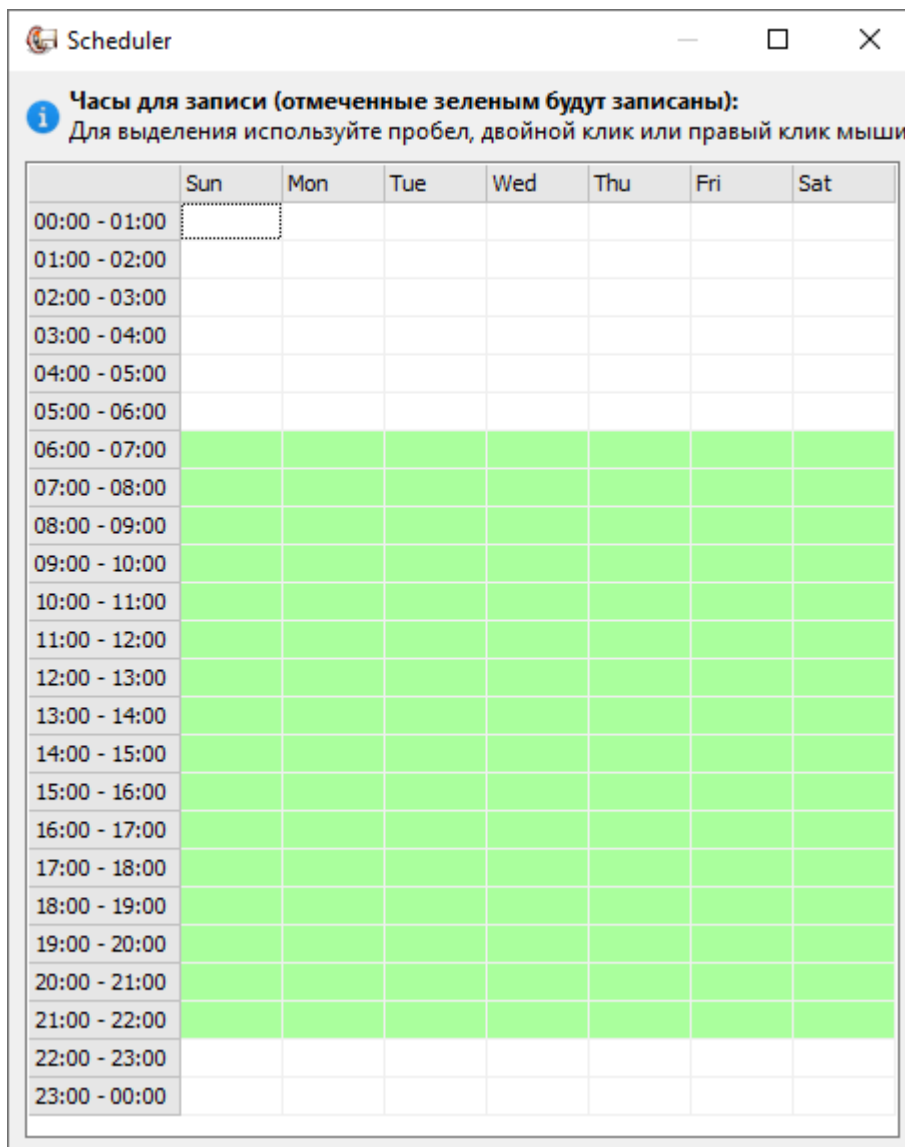 Scheduler
Часы для записи (отмеченные зеленым будут записаны):
Для выделения используйте пробел, двойной клик или правый клик мыши
Sun Mon Tue Wed Thu Fri Sat
00:00 - 01:00
01:00 - 02:00
02:00 - 03:00
03:00 - 04:00
04:00 - 05:00
05:00 - 06:00
06:00 - 07:00
07:00 - 08:00
08:00 - 09:00
09:00 - 10:00
10:00 - 11:00
11:00 - 12:00
12:00 - 13:00
13:00 - 14:00
14:00 - 15:00
15:00 - 16:00
16:00 - 17:00
17:00 - 18:00
18:00 - 19:00
19:00 - 20:00
20:00 - 21:00
21:00 - 22:00
22:00 - 23:00
23:00 - 00:00